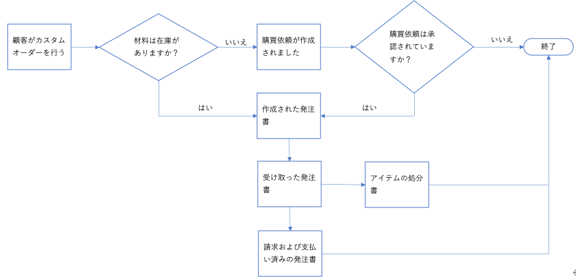 顧客がカスタム
オーダーを行う
材料は在庫が
ありますか？
いいえ
購買依頼が作成
されました
購買依頼は承
認されていま
すか？
いいえ
終了
はい
作成された発注
書
はい
受け取った発注
書
アイテムの処分
書
請求および支払
い済みの発注書